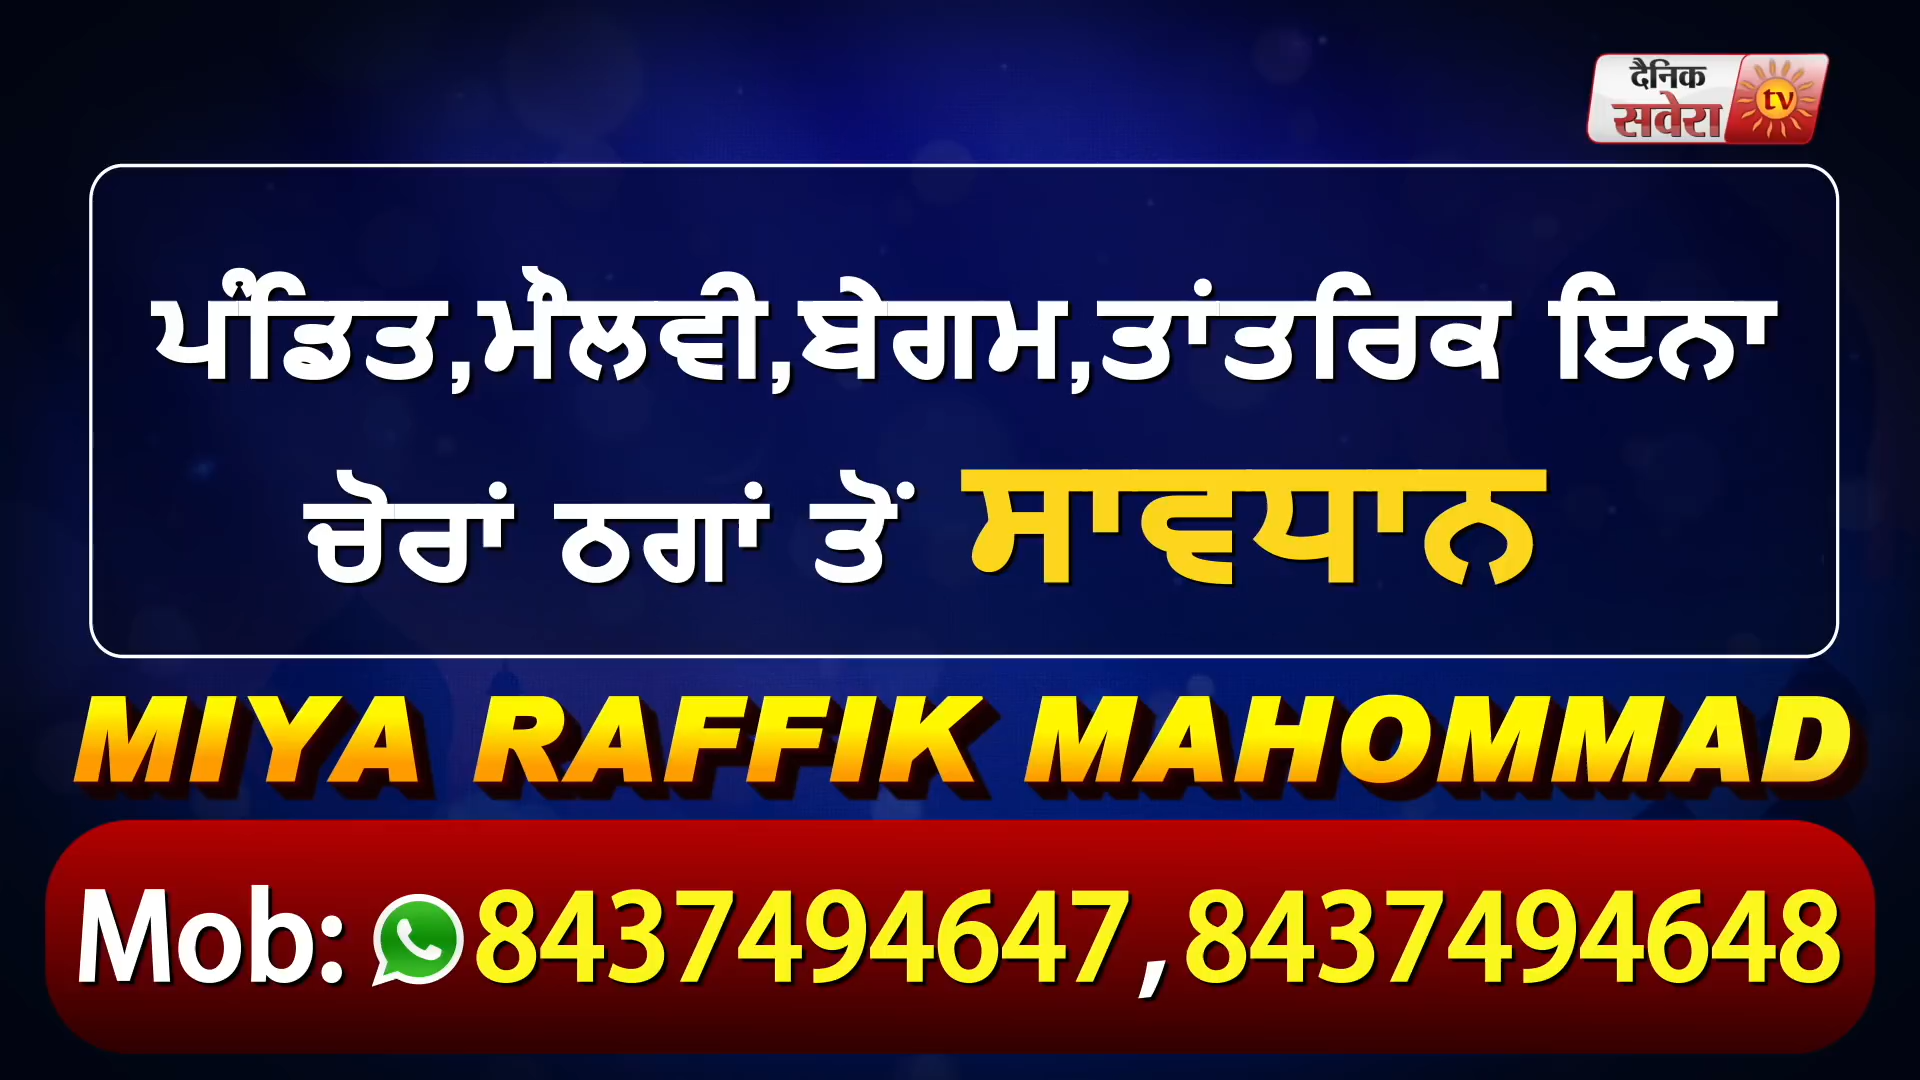 दैनिक
सवेरा tv
ਪੰਡਿਤ,ਮੌਲਵੀ,ਬੇਗਮ,ਤਾਂਤਰਿਕ ਇਨਾ
ਚੋਰਾਂ ਠਗਾਂ ਤੋਂ ਸਾਵਧਾਨ
MIYA RAFFIK MAHOMMAD
Mob: 8437494647, 8437494648